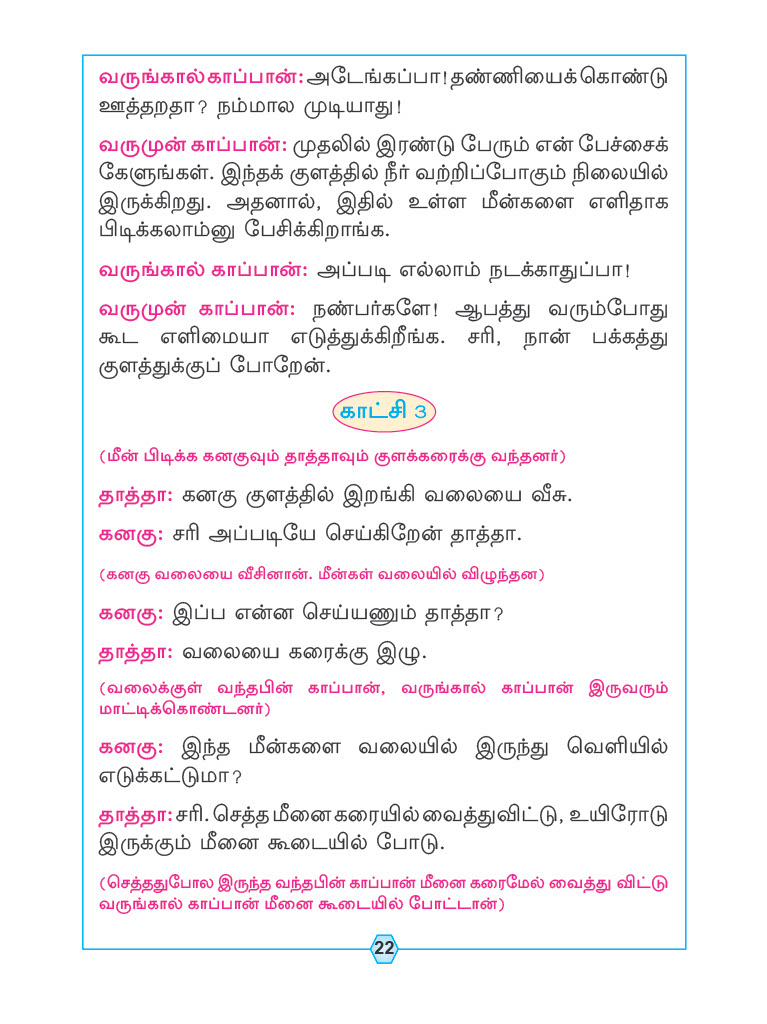 வருங்கால்காப்பான்: அடேங்கப்பா! தண்ணியைக்கொண்டு
ஊத்தறதா? நம்மால முடியாது!
வருமுன் காப்பான்: முதலில் இரண்டு பேரும் என் பேச்சைக்
கேளுங்கள். இந்தக் குளத்தில் நீர் வற்றிப்போகும் நிலையில்
இருக்கிறது. அதனால், இதில் உள்ள மீன்களை எளிதாக
பிடிக்கலாம்னு பேசிக்கிறாங்க.
வருங்கால் காப்பான்: அப்படி எல்லாம் நடக்காதுப்பா!
வருமுன் காப்பான்: நண்பர்களே! ஆபத்து வரும்போது
கூட எளிமையா எடுத்துக்கிறீங்க. சரி, நான் பக்கத்து
குளத்துக்குப் போறேன்.
காட்சி 3
(மீன் பிடிக்க கனகுவும் தாத்தாவும் குளக்கரைக்கு வந்தனர்)
தாத்தா: கனகு குளத்தில் இறங்கி வலையை வீசு.
கனகு: சரி அப்படியே செய்கிறேன் தாத்தா.
(கனகு வலையை வீசினான். மீன்கள் வலையில் விழுந்தன)
கனகு: இப்ப என்ன செய்யணும் தாத்தா?
தாத்தா: வலையை கரைக்கு இழு.
(வலைக்குள் வந்தபின் காப்பான், வருங்கால் காப்பான் இருவரும்
மாட்டிக்கொண்டனர்)
கனகு: இந்த மீன்களை வலையில் இருந்து வெளியில்
எடுக்கட்டுமா?
தாத்தா: சரி. செத்த மீனை கரையில் வைத்துவிட்டு, உயிரோடு
இருக்கும் மீனை கூடையில் போடு.
(செத்ததுபோல இருந்த வந்தபின் காப்பான் மீனை கரைமேல் வைத்து விட்டு
வருங்கால் காப்பான் மீனை கூடையில் போட்டான்)
22